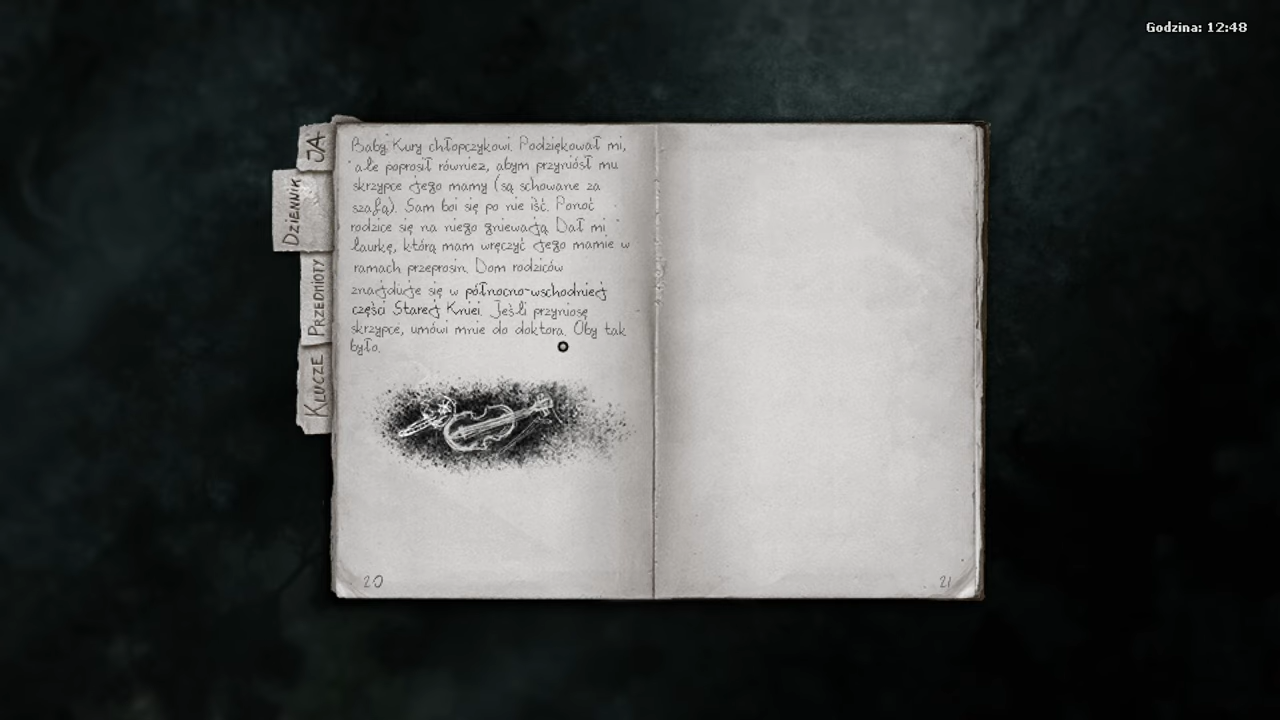 Godzina: 12:48
JA
DZIENNIK
PRZEDMIOTY
KLUCZE
Baby Kury chłopczykowi. Podziękował mi,
ale poprosił również, abym przyniósł mu
skrzypce jego mamy (są schowane za
szafą). Sam boi się po nie iść. Ponoć
rodzice się na niego gniewają. Dał mi
laurkę, którą mam wręczyć jego mamie w
ramach przeprosin. Dom rodziców
znajduje się w północno-wschodniej
części Starej Kniei. Jeśli przyniosę
skrzypce, umówi mnie do doktora. Oby tak
było.
20
21